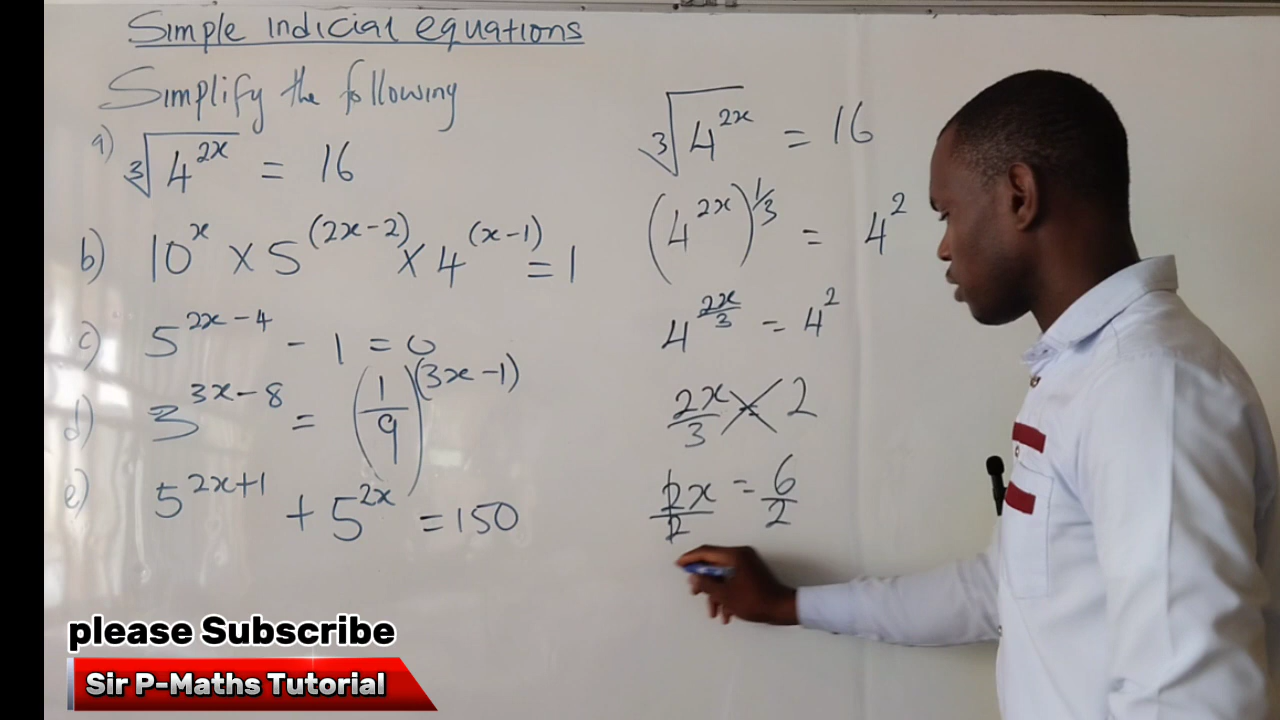 Simple indicial equations
Simplify the following
a) ∛(4^(2x)) = 16
b) 10^x × 5^(2x-2) × 4^(x-1) = 1
c) 5^(2x-4) - 1 = 0
d) 3^(3x-8) = (1/9)^(3x-1)
e) 5^(2x+1) + 5^(2x) = 150
∛(4^(2x)) = 16
(4^(2x))^(1/3) = 4^2
4^(2x/3) = 4^2
2x/3 = 2
2x/2 = 6/2
please Subscribe
Sir P-Maths Tutorial